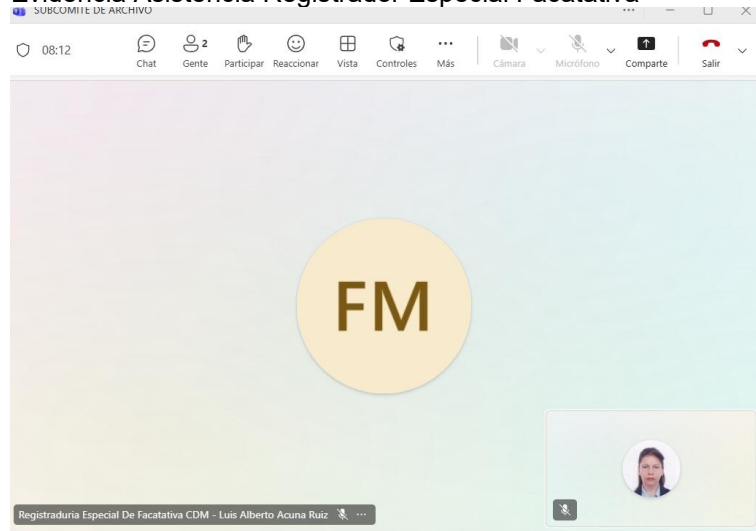 Evidencia Asistencia Registrador Especial Facatativá
SUBCOMITE DE ARCHIVO
08:12
Chat
2
Gente
Participar
Reaccionar
Vista
Controles
Más
Cámara
Micrófono
Comparte
Salir
FM
Registraduria Especial De Facatativa CDM - Luis Alberto Acuna Ruiz